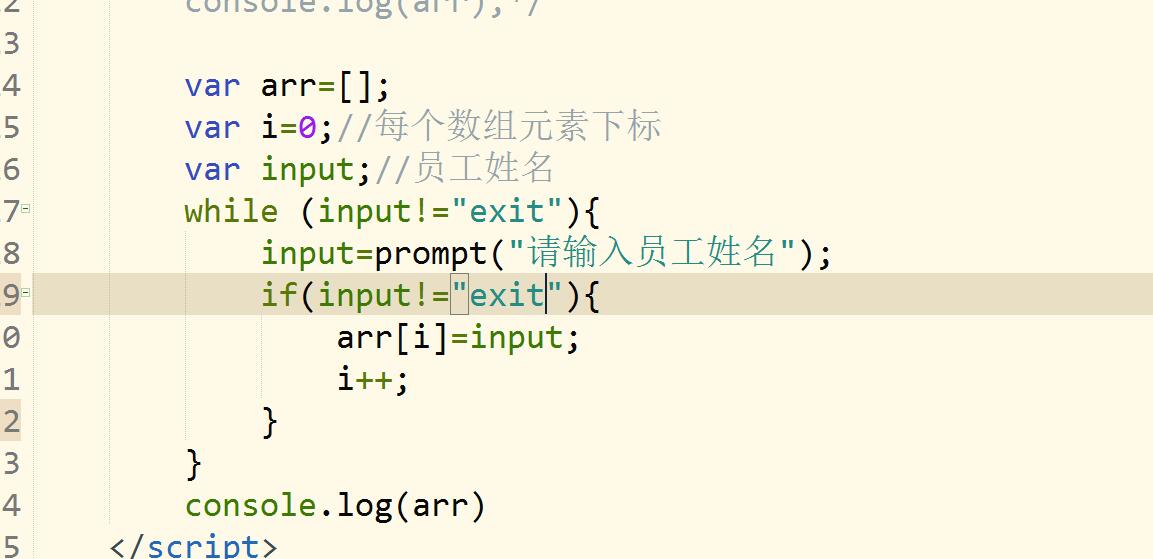 2 console.log(arr);*/
3
4 var arr=[];
5 var i=0;//每个数组元素下标
6 var input;//员工姓名
7 while (input!="exit"){
8 input=prompt("请输入员工姓名");
9 if(input!="exit"){
0 arr[i]=input;
1 i++;
2 }
3 }
4 console.log(arr)
5 </script>